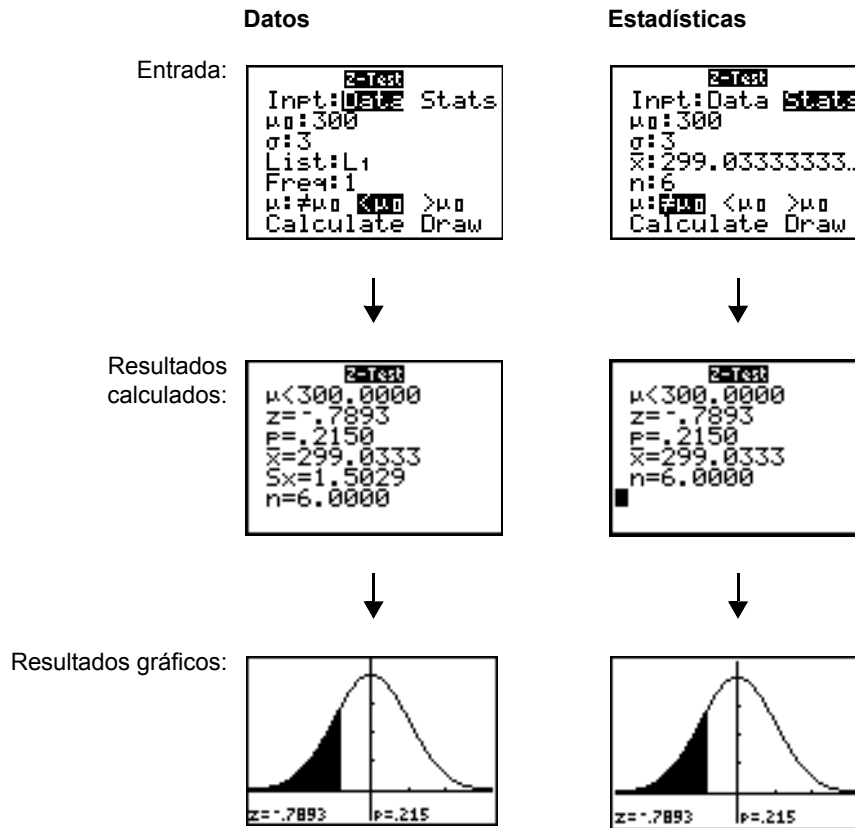 Datos
Estadísticas
Entrada:
Z-Test
Inpt:Data Stats
μ0:300
σ:3
List:L1
Freq:1
μ:≠μ0 <μ0 >μ0
Calculate Draw
Z-Test
Inpt:Data Stats
μ0:300
σ:3
x̄:299.03333333…
n:6
μ:≠μ0 <μ0 >μ0
Calculate Draw
Resultados
calculados:
Z-Test
μ<300.0000
z=-.7893
p=.2150
x̄=299.0333
Sx=1.5029
n=6.0000
Z-Test
μ<300.0000
z=-.7893
p=.2150
x̄=299.0333
n=6.0000
Resultados gráficos:
z=-.7893 p=.215
z=-.7893 p=.215